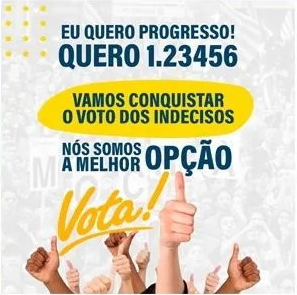 EU QUERO PROGRESSO!
QUERO 1.23456
VAMOS CONQUISTAR
O VOTO DOS INDECISOS
NÓS SOMOS
A MELHOR OPÇÃO
Vota!